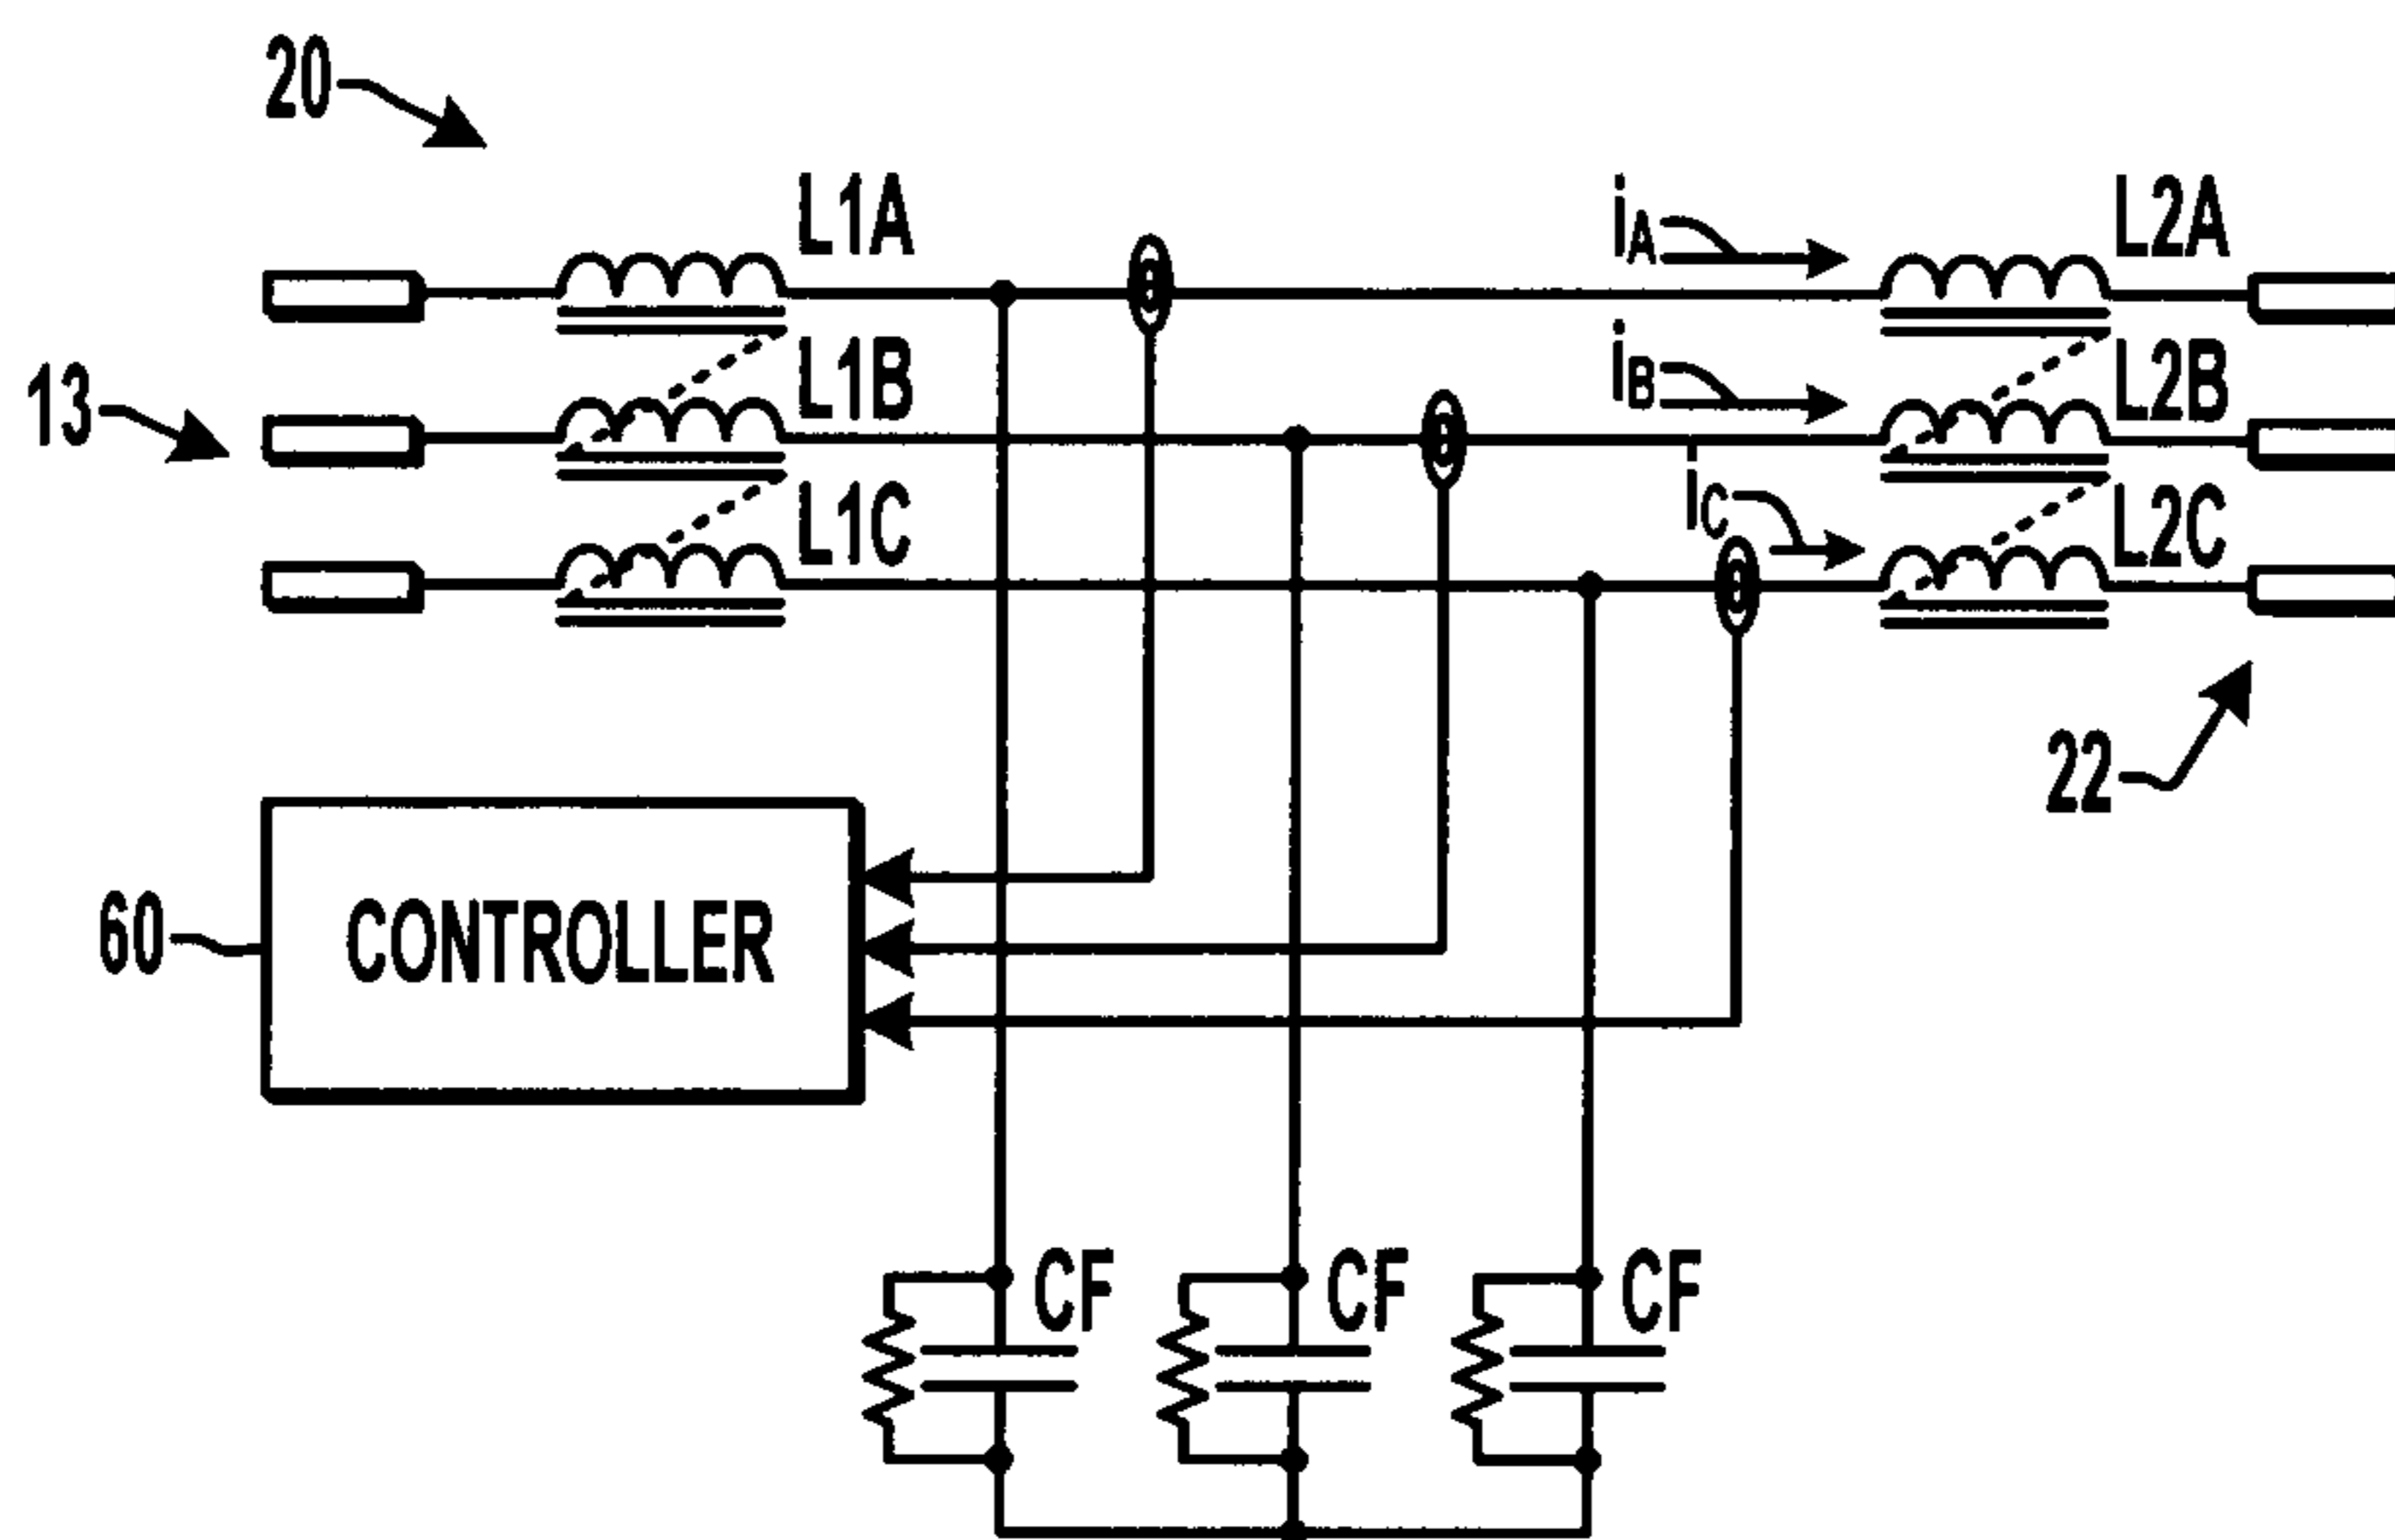 20
L1A
iA
L2A
13
L1B
iB
L2B
L1C
iC
L2C
22
60
CONTROLLER
CF
CF
CF